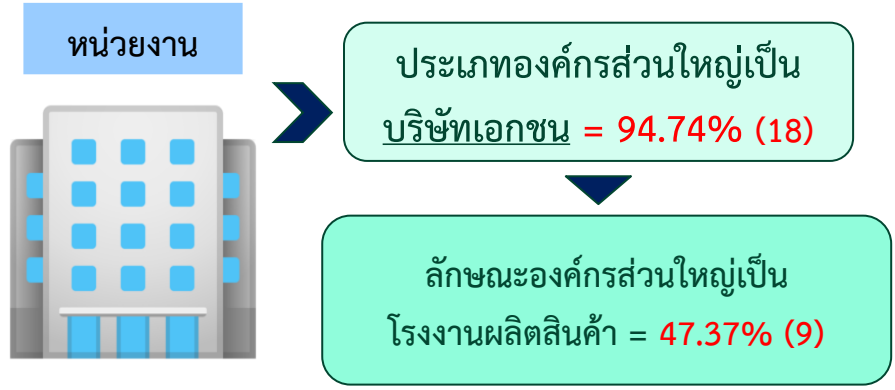 หน่วยงาน
ประเภทองค์กรส่วนใหญ่เป็น
บริษัทเอกชน = 94.74% (18)
ลักษณะองค์กรส่วนใหญ่เป็น
โรงงานผลิตสินค้า = 47.37% (9)